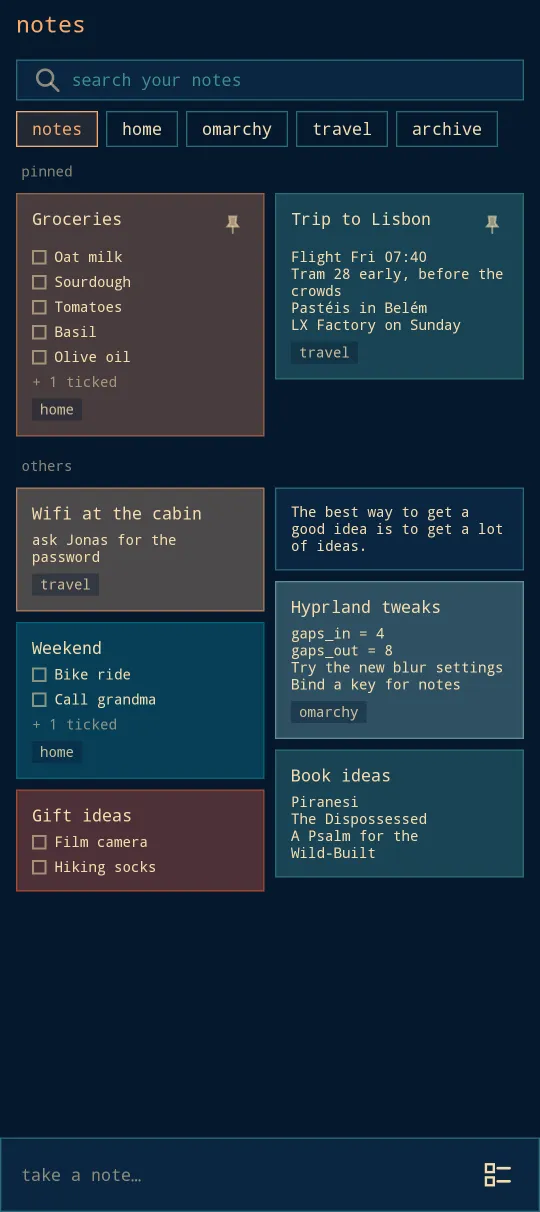 notes
search your notes
notes
home
omarchy
travel
archive
pinned
Groceries
Oat milk
Sourdough
Tomatoes
Basil
Olive oil
+ 1 ticked
home
Trip to Lisbon
Flight Fri 07:40
Tram 28 early, before the
crowds
Pastéis in Belém
LX Factory on Sunday
travel
others
Wifi at the cabin
ask Jonas for the
password
travel
Weekend
Bike ride
Call grandma
+ 1 ticked
home
Gift ideas
Film camera
Hiking socks
The best way to get a
good idea is to get a lot
of ideas.
Hyprland tweaks
gaps_in = 4
gaps_out = 8
Try the new blur settings
Bind a key for notes
omarchy
Book ideas
Piranesi
The Dispossessed
A Psalm for the
Wild-Built
take a note…